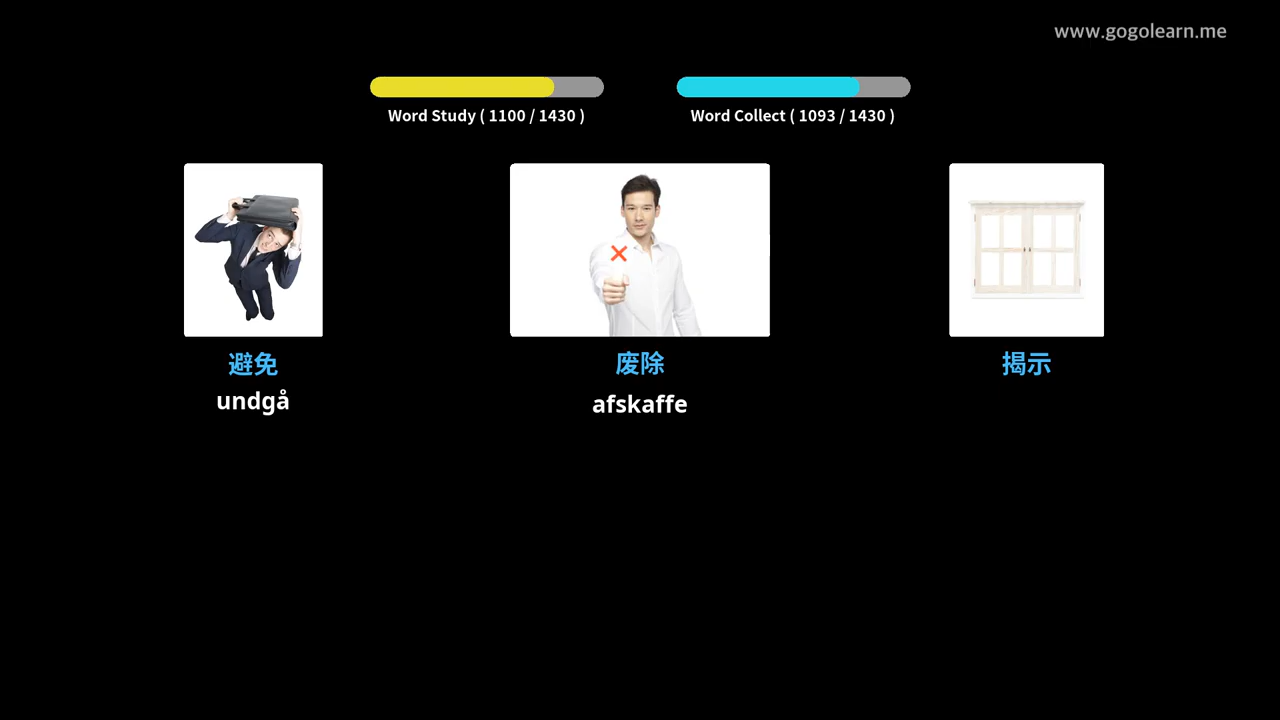 www.gogolearn.me
Word Study ( 1100 / 1430 )
Word Collect ( 1093 / 1430 )
避免
undgå
废除
afskaffe
揭示